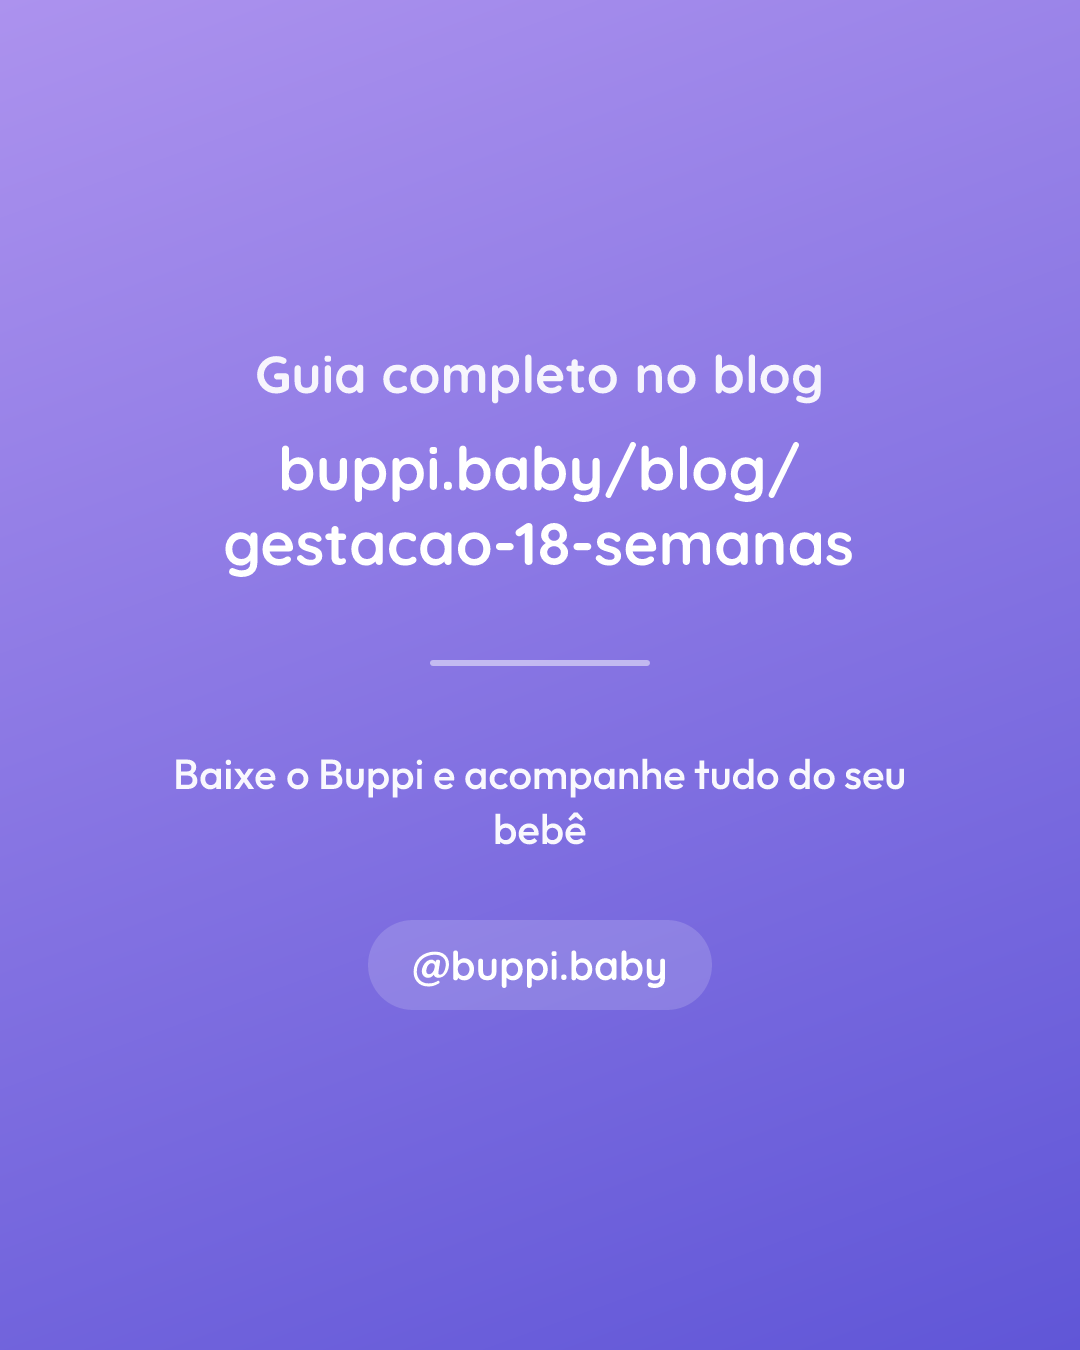 Guia completo no blog
buppi.baby/blog/
gestacao-18-semanas
Baixe o Buppi e acompanhe tudo do seu
bebê
@buppi.baby